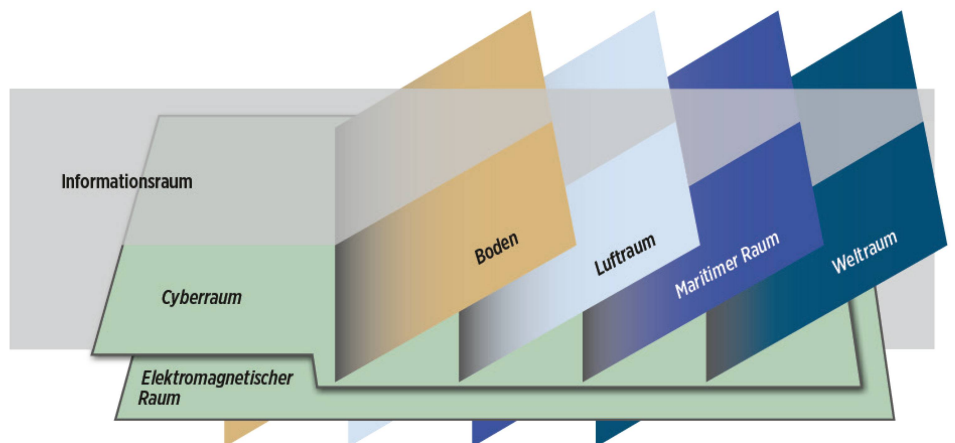 Informationsraum
Boden
Luftraum
Maritimer Raum
Weltraum
Cyberraum
Elektromagnetischer
Raum